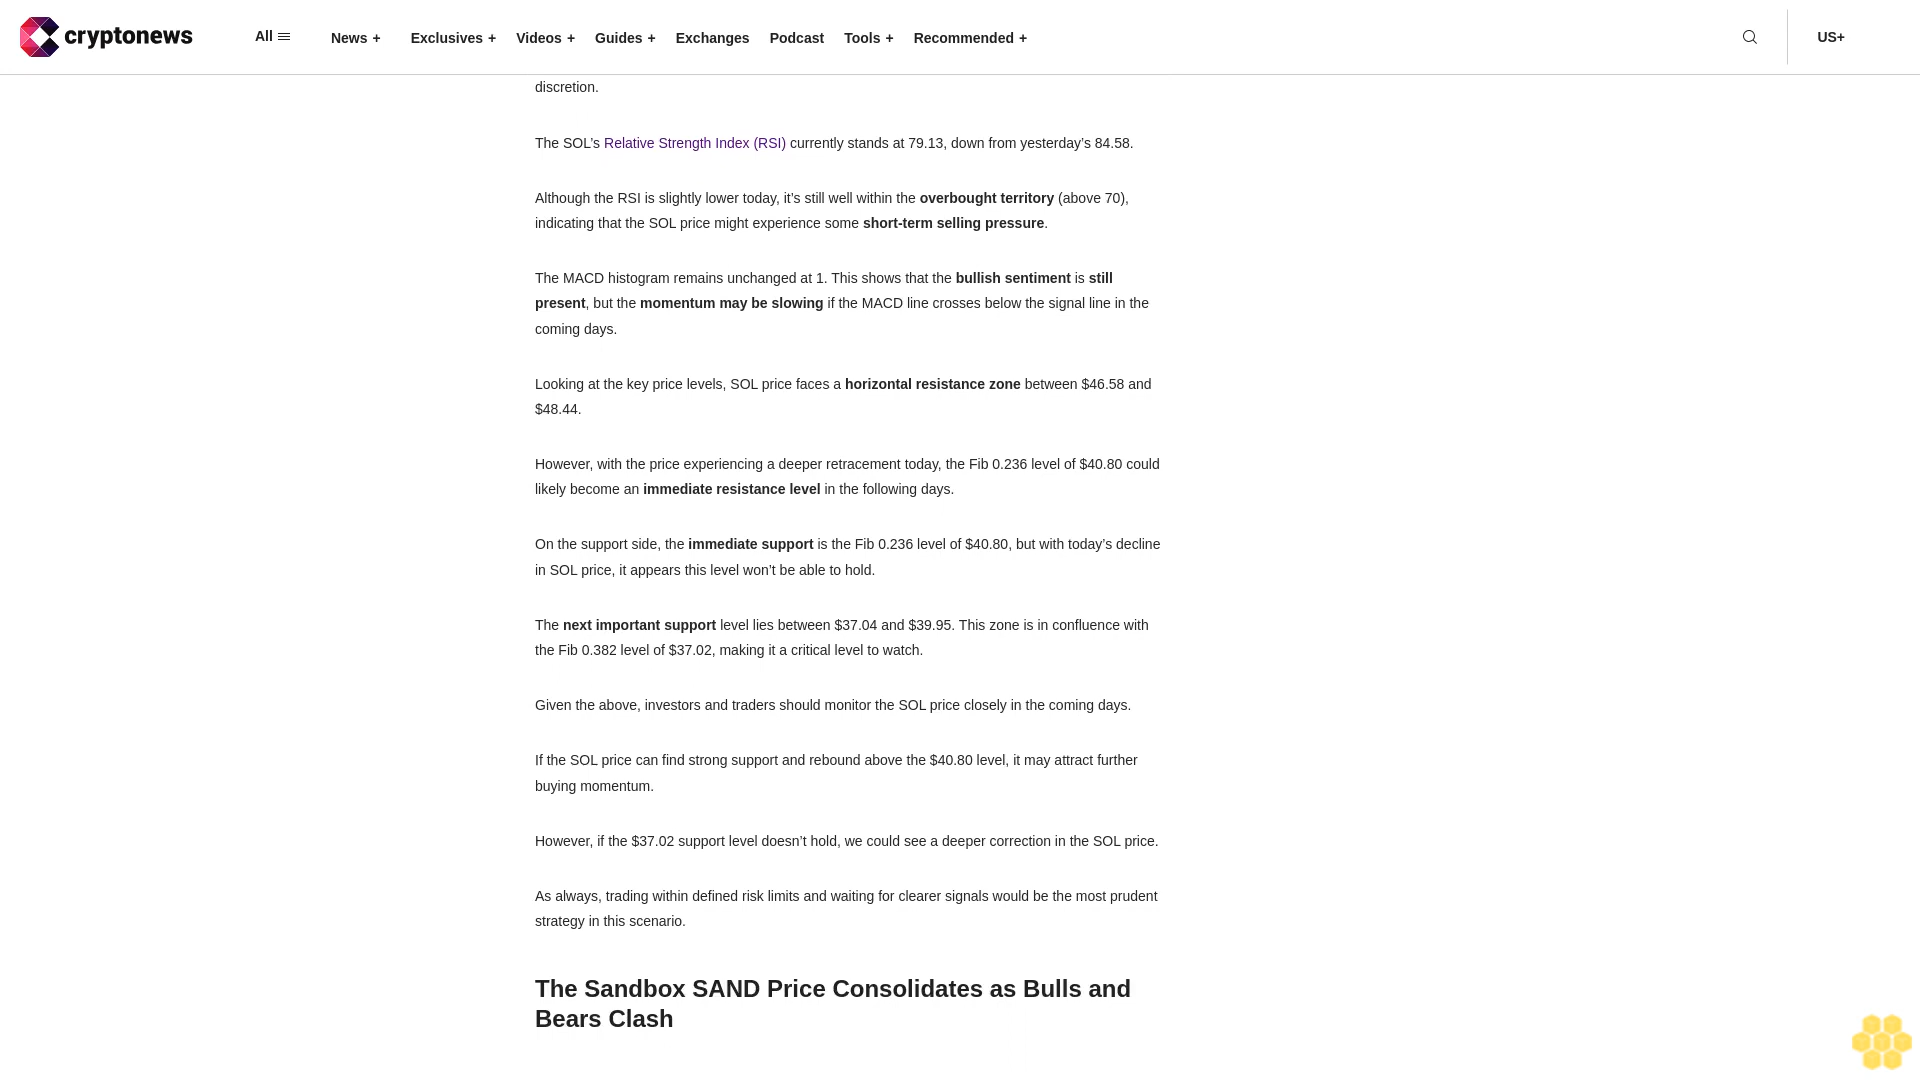 cryptonews
All
News +
Exclusives +
Videos +
Guides +
Exchanges
Podcast
Tools +
Recommended +
US+
discretion.
The SOL’s Relative Strength Index (RSI) currently stands at 79.13, down from yesterday’s 84.58.
Although the RSI is slightly lower today, it’s still well within the overbought territory (above 70),
indicating that the SOL price might experience some short-term selling pressure.
The MACD histogram remains unchanged at 1. This shows that the bullish sentiment is still
present, but the momentum may be slowing if the MACD line crosses below the signal line in the
coming days.
Looking at the key price levels, SOL price faces a horizontal resistance zone between $46.58 and
$48.44.
However, with the price experiencing a deeper retracement today, the Fib 0.236 level of $40.80 could
likely become an immediate resistance level in the following days.
On the support side, the immediate support is the Fib 0.236 level of $40.80, but with today’s decline
in SOL price, it appears this level won’t be able to hold.
The next important support level lies between $37.04 and $39.95. This zone is in confluence with
the Fib 0.382 level of $37.02, making it a critical level to watch.
Given the above, investors and traders should monitor the SOL price closely in the coming days.
If the SOL price can find strong support and rebound above the $40.80 level, it may attract further
buying momentum.
However, if the $37.02 support level doesn’t hold, we could see a deeper correction in the SOL price.
As always, trading within defined risk limits and waiting for clearer signals would be the most prudent
strategy in this scenario.
The Sandbox SAND Price Consolidates as Bulls and
Bears Clash